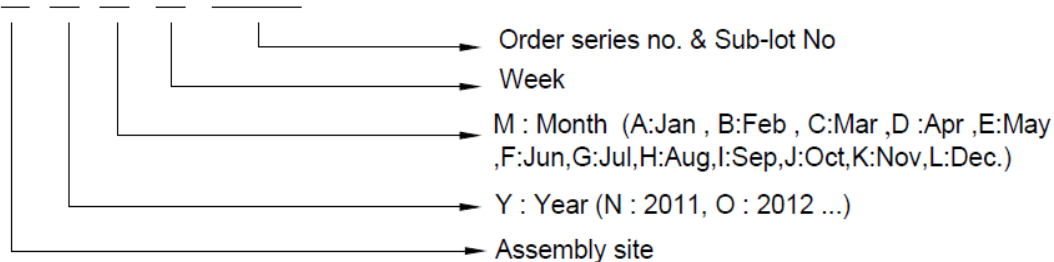 Order series no. & Sub-lot No
Week
M : Month (A:Jan , B:Feb , C:Mar ,D :Apr ,E:May
,F:Jun,G:Jul,H:Aug,I:Sep,J:Oct,K:Nov,L:Dec.)
Y : Year (N : 2011, O : 2012 ...)
Assembly site